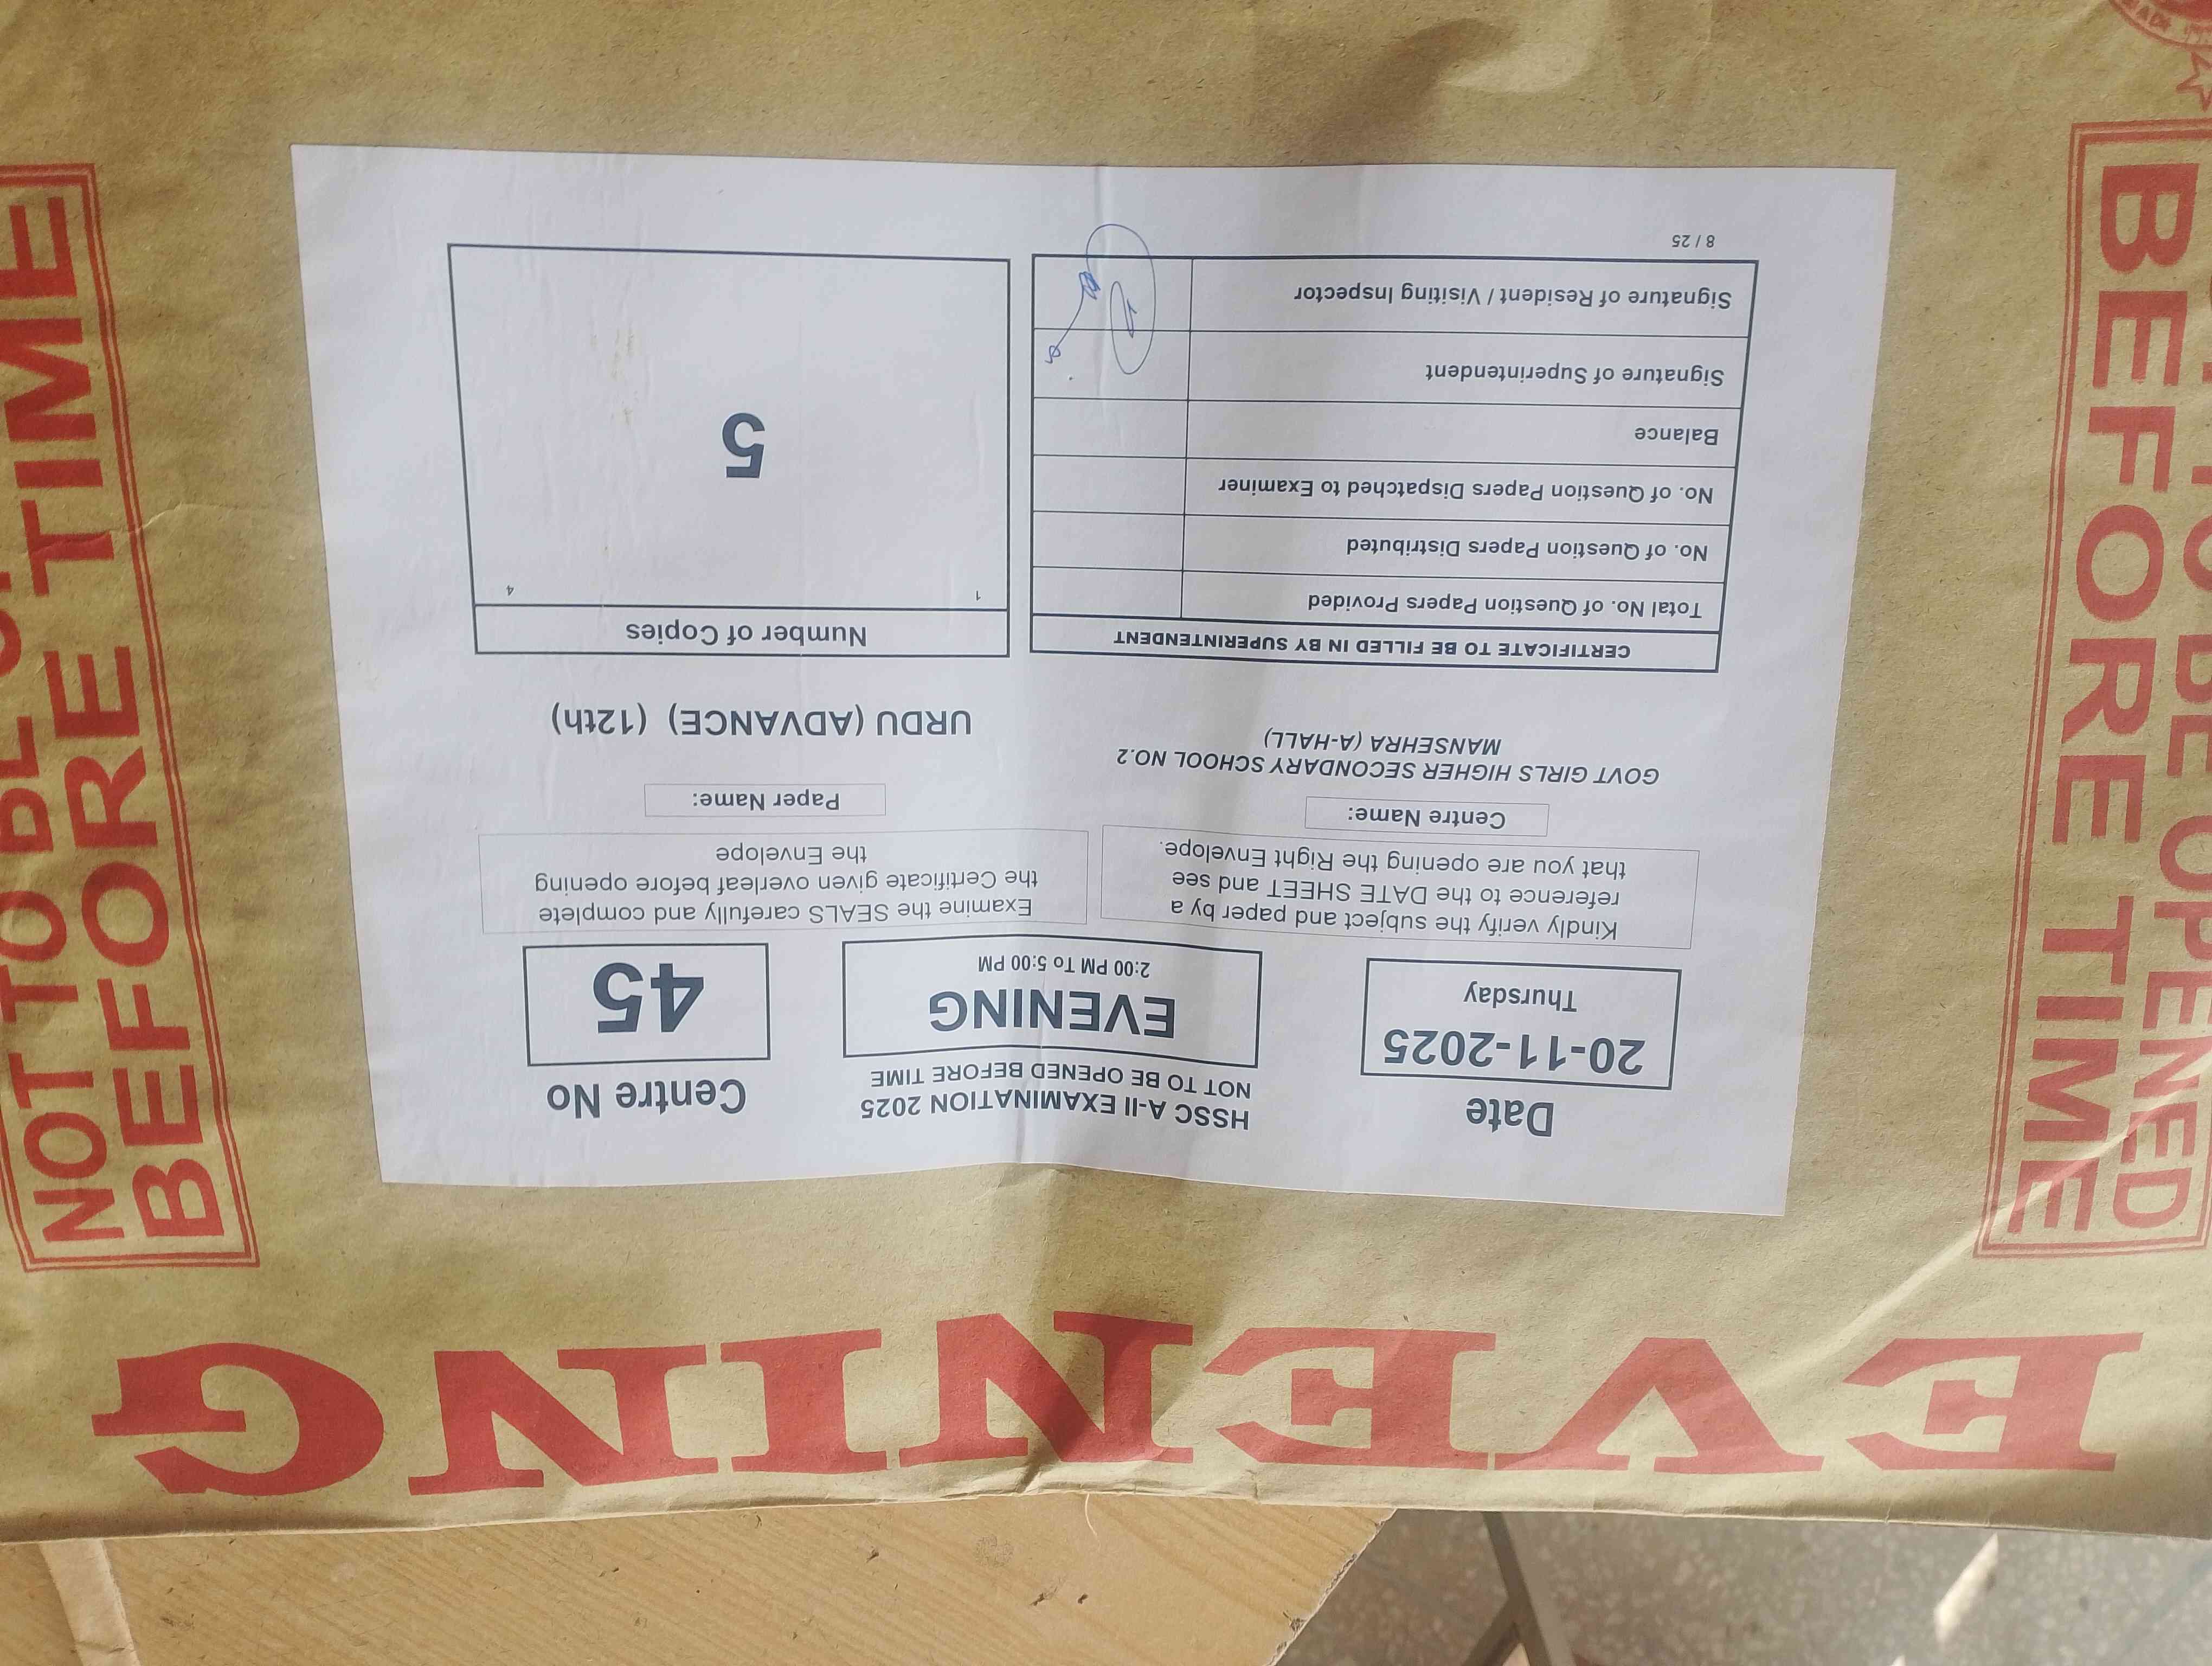 EVENING
NOT TO BE OPENED
BEFORE TIME
BEFORE TIME
Date
20-11-2025
Thursday
HSSC A-II EXAMINATION 2025
NOT TO BE OPENED BEFORE TIME
EVENING
2:00 PM To 5:00 PM
Centre No
45
Kindly verify the subject and paper by a
reference to the DATE SHEET and see
that you are opening the Right Envelope.
Examine the SEALS carefully and complete
the Certificate given overleaf before opening
the Envelope
Centre Name:
GOVT GIRLS HIGHER SECONDARY SCHOOL NO.2
MANSEHRA (A-HALL)
Paper Name:
URDU (ADVANCE) (12th)
CERTIFICATE TO BE FILLED IN BY SUPERINTENDENT
Total No. of Question Papers Provided
No. of Question Papers Distributed
No. of Question Papers Dispatched to Examiner
Balance
Signature of Superintendent
Signature of Resident / Visiting Inspector
8 / 25
Number of Copies
1 4
5